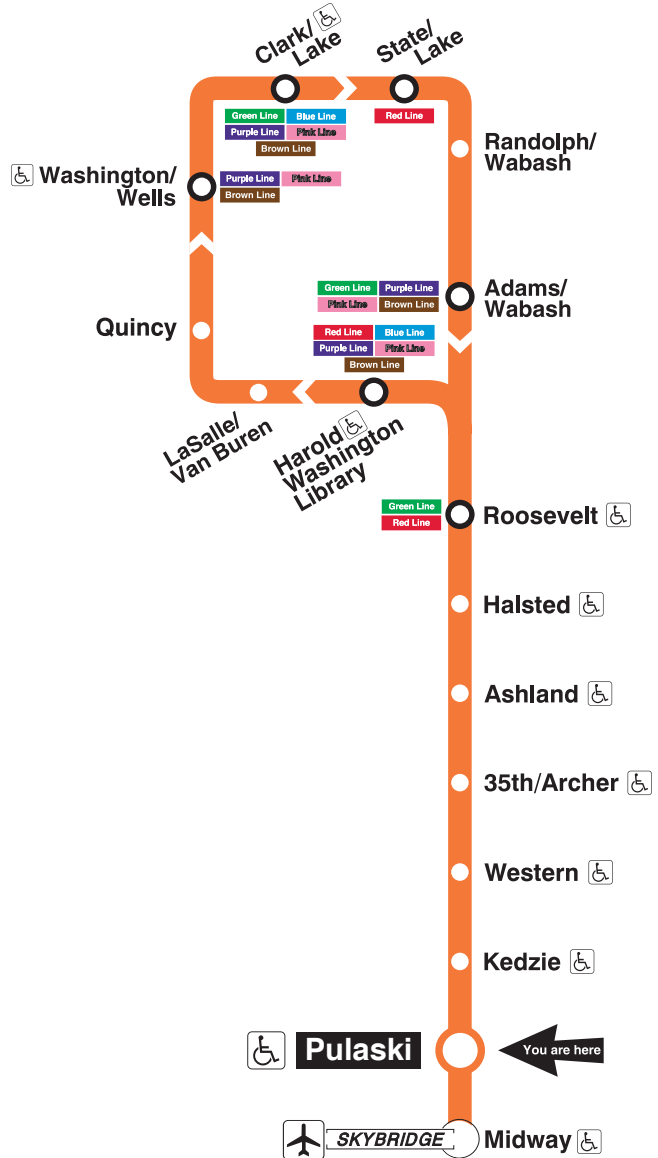 Clark/
Lake
State/
Lake
Green Line Blue Line
Purple Line Pink Line
Brown Line
Red Line
Randolph/
Wabash
Washington/
Wells
Purple Line Pink Line
Brown Line
Green Line Purple Line
Pink Line Brown Line
Adams/
Wabash
Quincy
Red Line Blue Line
Purple Line Pink Line
Brown Line
LaSalle/
Van Buren
Harold
Washington
Library
Green Line
Red Line
Roosevelt
Halsted
Ashland
35th/Archer
Western
Kedzie
Pulaski
You are here
SKYBRIDGE
Midway